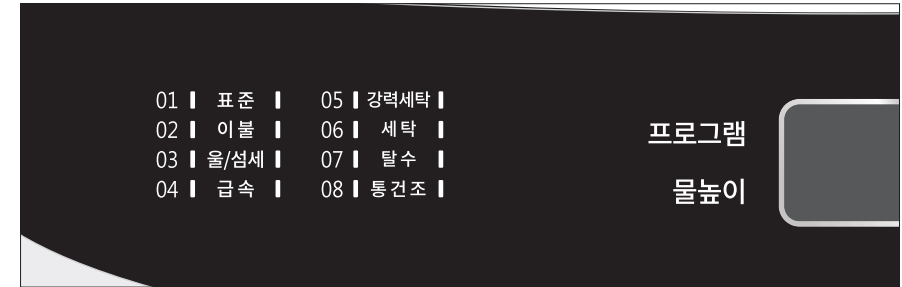 01 표준 05 강력세탁
02 이불 06 세탁
03 울/섬세 07 탈수
04 급속 08 통건조
프로그램
물높이